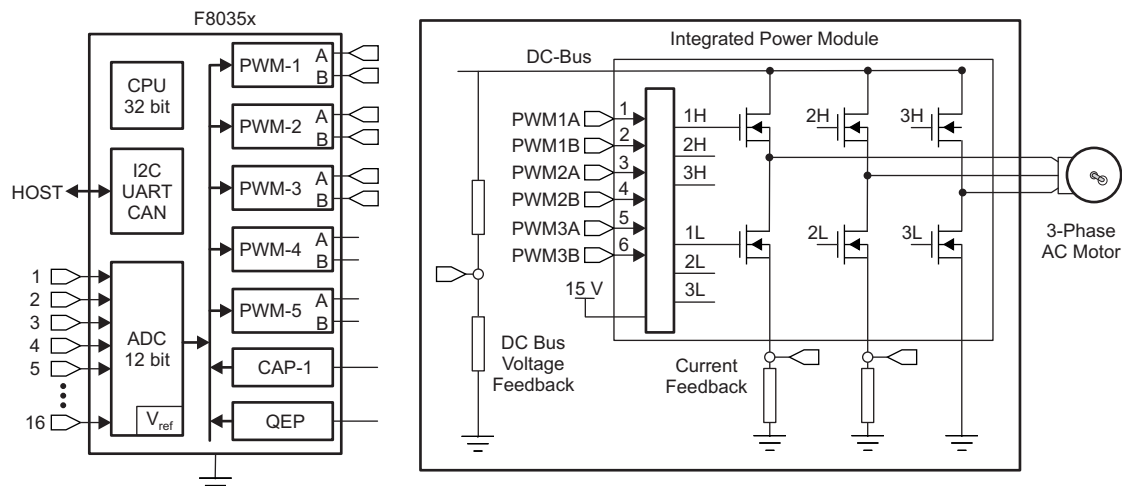 F8035x
CPU
32 bit
HOST
I2C
UART
CAN
1
2
3
4
5
16
ADC
12 bit
Vref
PWM-1
A
B
PWM-2
A
B
PWM-3
A
B
PWM-4
A
B
PWM-5
A
B
CAP-1
QEP
Integrated Power Module
DC-Bus
PWM1A
1
PWM1B
2
PWM2A
3
PWM2B
4
PWM3A
5
PWM3B
6
15 V
1H
2H
3H
1L
2L
3L
2H
3H
2L
3L
DC Bus
Voltage
Feedback
Current
Feedback
3-Phase
AC Motor